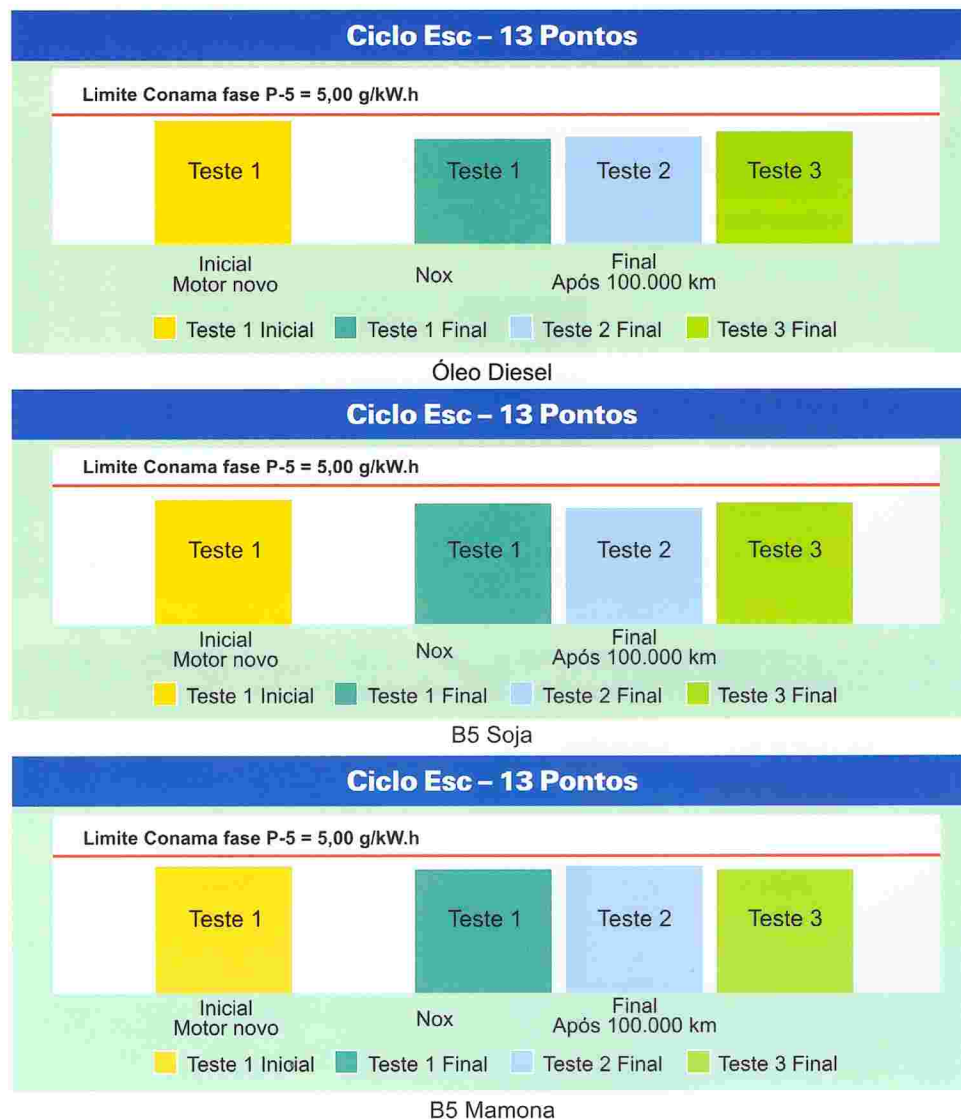 Ciclo Esc – 13 Pontos
Limite Conama fase P-5 = 5,00 g/kW.h
Teste 1
Teste 1
Teste 2
Teste 3
Inicial
Motor novo
Nox
Final
Após 100.000 km
Teste 1 Inicial
Teste 1 Final
Teste 2 Final
Teste 3 Final
Óleo Diesel
Ciclo Esc – 13 Pontos
Limite Conama fase P-5 = 5,00 g/kW.h
Teste 1
Teste 1
Teste 2
Teste 3
Inicial
Motor novo
Nox
Final
Após 100.000 km
Teste 1 Inicial
Teste 1 Final
Teste 2 Final
Teste 3 Final
B5 Soja
Ciclo Esc – 13 Pontos
Limite Conama fase P-5 = 5,00 g/kW.h
Teste 1
Teste 1
Teste 2
Teste 3
Inicial
Motor novo
Nox
Final
Após 100.000 km
Teste 1 Inicial
Teste 1 Final
Teste 2 Final
Teste 3 Final
B5 Mamona